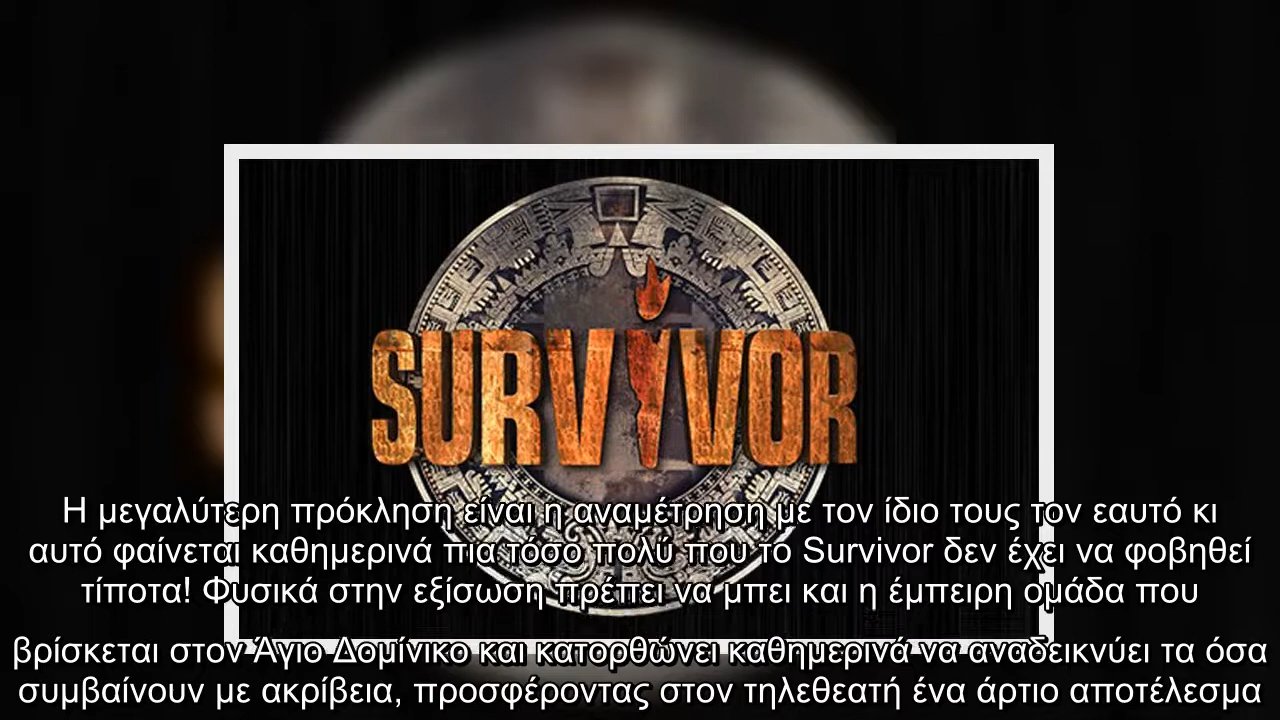 SURVIVOR
Η μεγαλύτερη πρόκληση είναι η αναμέτρηση με τον ίδιο τους τον εαυτό κι
αυτό φαίνεται καθημερινά πια τόσο πολύ που το Survivor δεν έχει να φοβηθεί
τίποτα! Φυσικά στην εξίσωση πρέπει να μπει και η έμπειρη ομάδα που
βρίσκεται στον Άγιο Δομίνικο και κατορθώνει καθημερινά να αναδεικνύει τα όσα
συμβαίνουν με ακρίβεια, προσφέροντας στον τηλεθεατή ένα άρτιο αποτέλεσμα